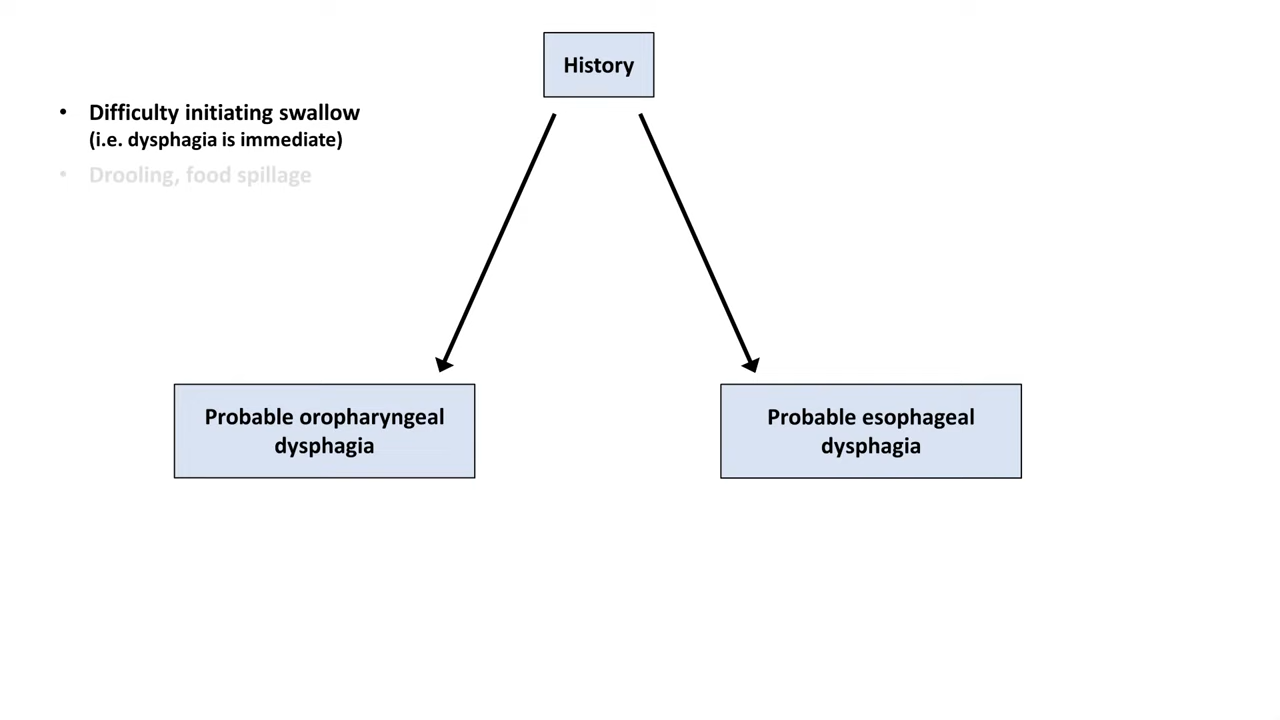 History
• Difficulty initiating swallow
(i.e. dysphagia is immediate)
• Drooling, food spillage
Probable oropharyngeal
dysphagia
Probable esophageal
dysphagia